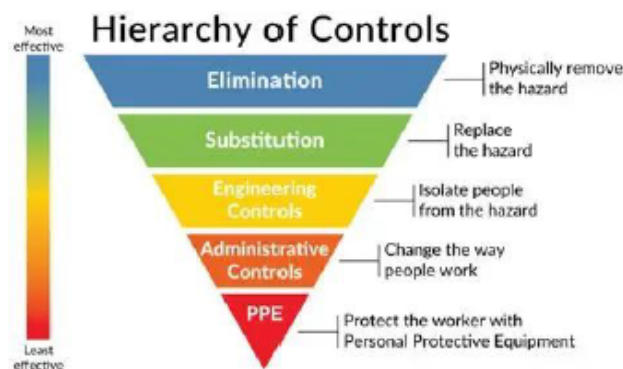 Hierarchy of Controls
Most
effective
Elimination
Physically remove
the hazard
Substitution
Replace
the hazard
Engineering
Controls
Isolate people
from the hazard
Administrative
Controls
Change the way
people work
PPE
Protect the worker with
Personal Protective Equipment
Least
effective